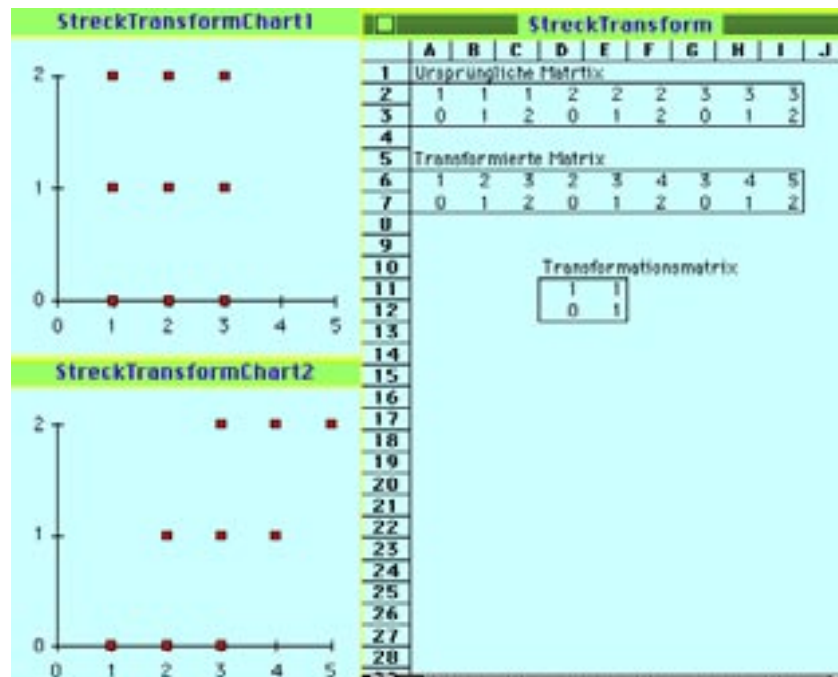 StreckTransformChart1
2
1
0
0 1 2 3 4 5
StreckTransformChart2
2
1
0
0 1 2 3 4 5
StreckTransform
A B C D E F G H I J
1 Ursprüngliche Matrtix
2 1 1 1 2 2 2 3 3 3
3 0 1 2 0 1 2 0 1 2
4
5 Transformierte Matrix
6 1 2 3 2 3 4 3 4 5
7 0 1 2 0 1 2 0 1 2
8
9
10 Transformationsmatrix
11 1 1
12 0 1
13
14
15
16
17
18
19
20
21
22
23
24
25
26
27
28